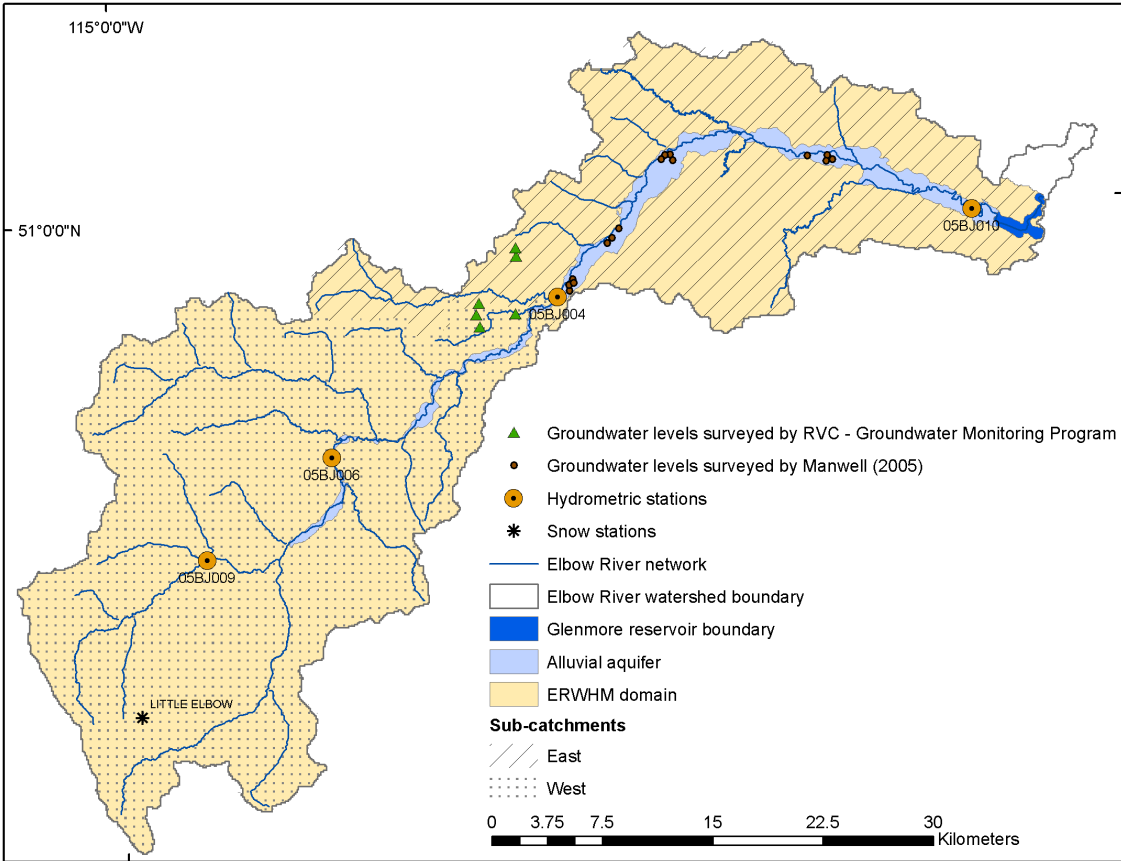 115°0'0"W
51°0'0"N
05BJ010
05BJ004
05BJ006
05BJ009
LITTLE ELBOW
Groundwater levels surveyed by RVC - Groundwater Monitoring Program
Groundwater levels surveyed by Manwell (2005)
Hydrometric stations
Snow stations
Elbow River network
Elbow River watershed boundary
Glenmore reservoir boundary
Alluvial aquifer
ERWHM domain
Sub-catchments
East
West
0 3.75 7.5 15 22.5 30
Kilometers